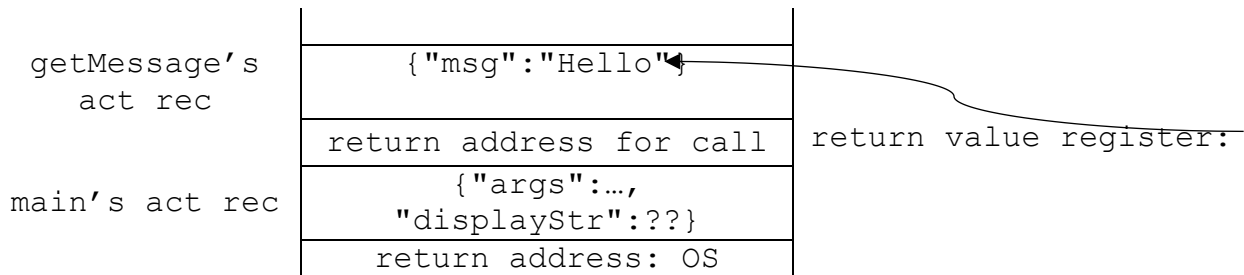 getMessage’s
act rec
{"msg":"Hello"}
return address for call
return value register:
main’s act rec
{"args":…,
"displayStr":??}
return address: OS